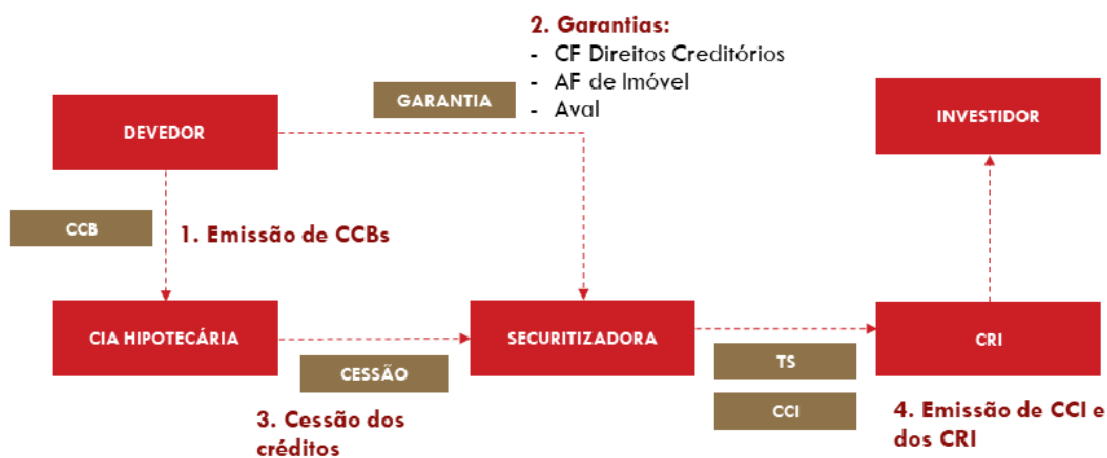 2. Garantias:
- CF Direitos Creditórios
- AF de Imóvel
- Aval
GARANTIA
DEVEDOR
INVESTIDOR
CCB
1. Emissão de CCBs
CIA HIPOTECÁRIA
SECURITIZADORA
CRI
CESSÃO
TS
CCI
3. Cessão dos
créditos
4. Emissão de CCI e
dos CRI